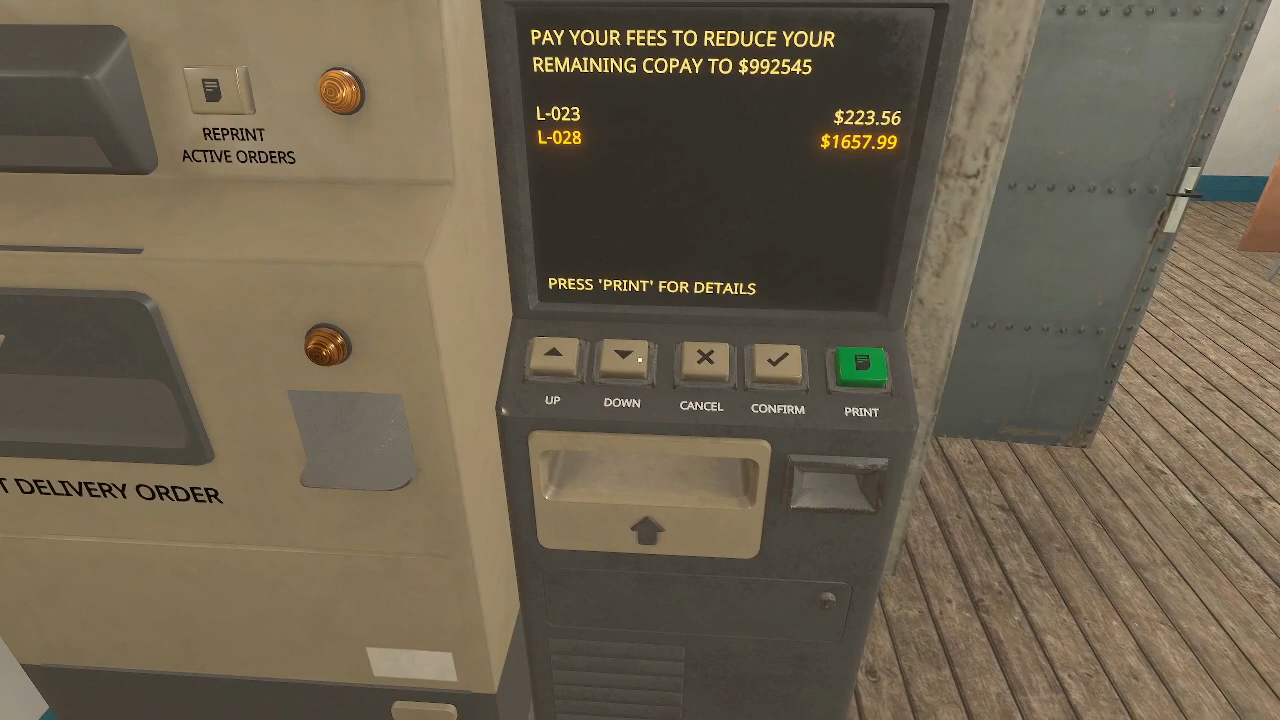 PAY YOUR FEES TO REDUCE YOUR
REMAINING COPAY TO $992545
L-023 $223.56
L-028 $1657.99
PRESS 'PRINT' FOR DETAILS
REPRINT
ACTIVE ORDERS
UP
DOWN
CANCEL
CONFIRM
PRINT
T DELIVERY ORDER